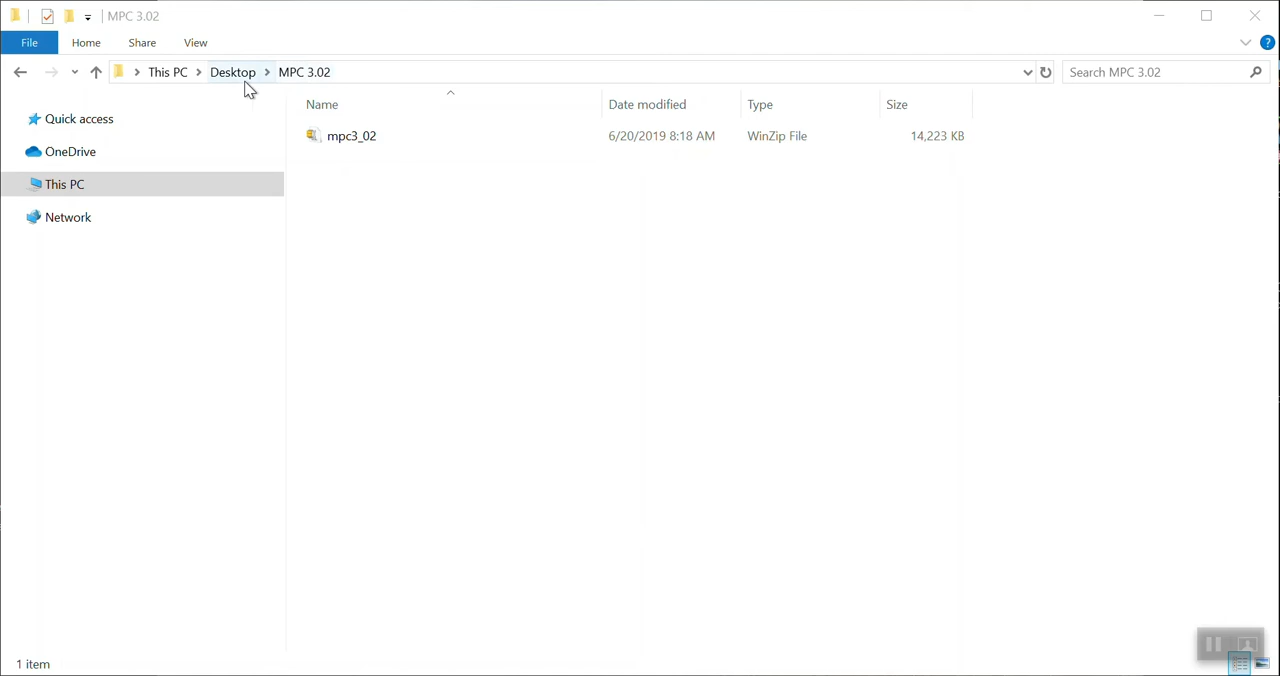 MPC 3.02
File Home Share View
This PC Desktop MPC 3.02 Search MPC 3.02
Name Date modified Type Size
Quick access
mpc3_02 6/20/2019 8:18 AM WinZip File 14,223 KB
OneDrive
This PC
Network
1 item